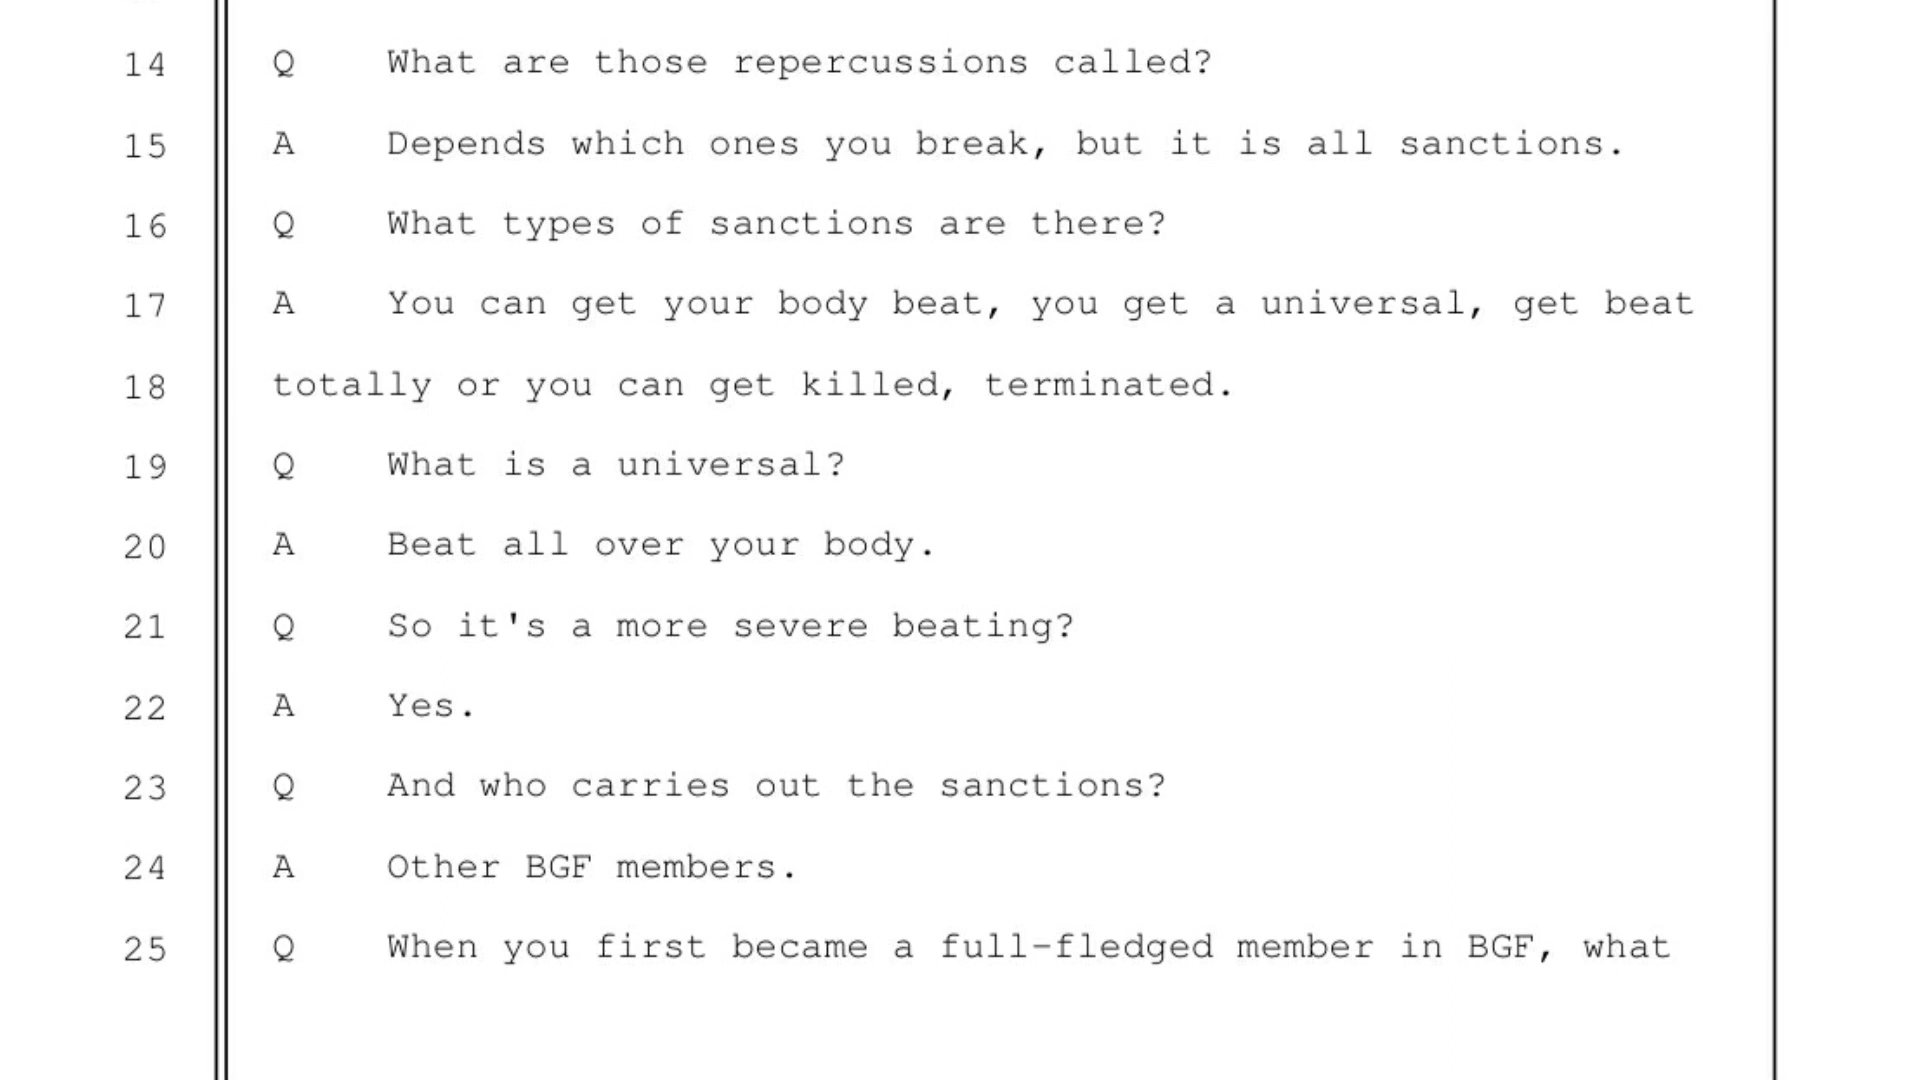 14 Q What are those repercussions called?
15 A Depends which ones you break, but it is all sanctions.
16 Q What types of sanctions are there?
17 A You can get your body beat, you get a universal, get beat
18 totally or you can get killed, terminated.
19 Q What is a universal?
20 A Beat all over your body.
21 Q So it's a more severe beating?
22 A Yes.
23 Q And who carries out the sanctions?
24 A Other BGF members.
25 Q When you first became a full-fledged member in BGF, what